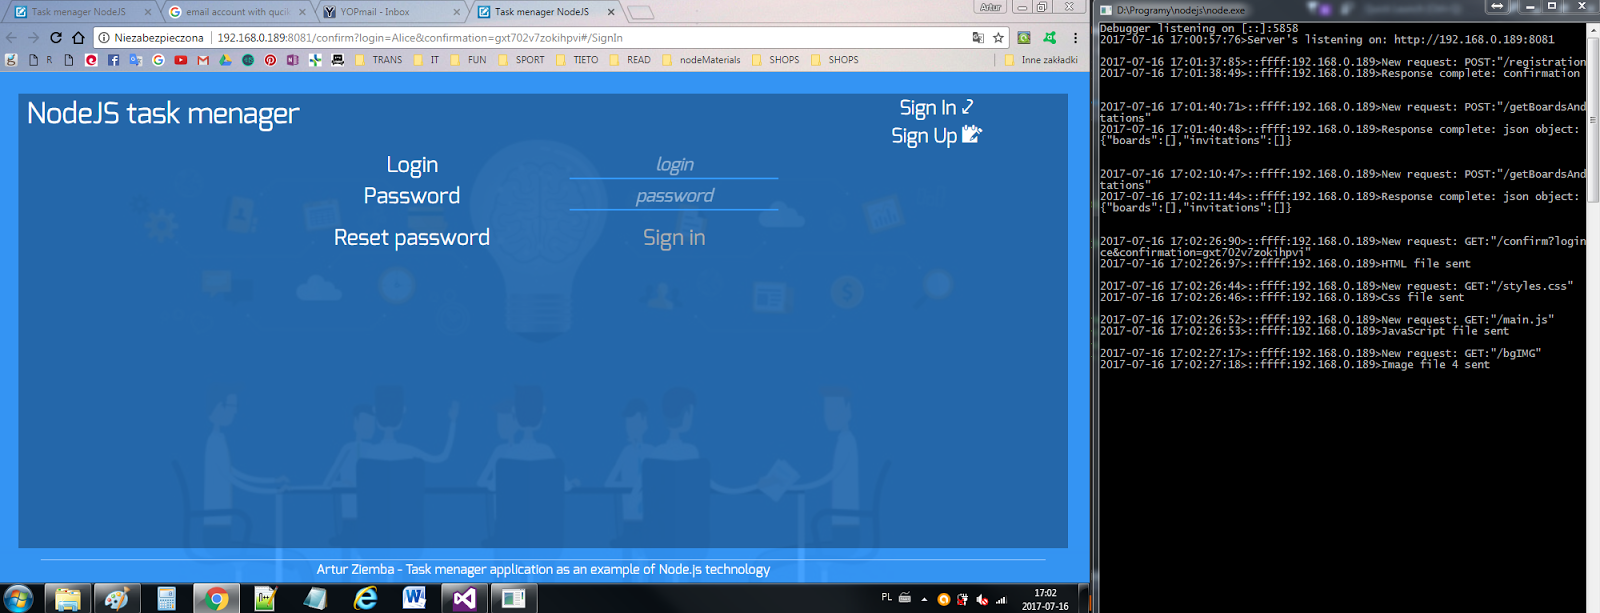 Task menager NodeJS
email account with qucik
YOPmail - Inbox
Task menager NodeJS
Artur
Niezabezpieczona
192.168.0.189:8081/confirm?login=Alice&confirmation=gxt702v7zokihpvi#/SignIn
R
TRANS
IT
FUN
SPORT
TIETO
READ
nodeMaterials
SHOPS
SHOPS
Inne zakładki
NodeJS task menager
Sign In
Sign Up
Login
login
Password
password
Reset password
Sign in
Artur Ziemba - Task menager application as an example of Node.js technology
PL
17:02
2017-07-16
D:\Programy\nodejs\node.exe
Debugger listening on [::]:5858
2017-07-16 17:00:57:76>Server's listening on: http://192.168.0.189:8081
2017-07-16 17:01:37:85>::ffff:192.168.0.189>New request: POST:"/registration
2017-07-16 17:01:38:49>::ffff:192.168.0.189>Response complete: confirmation
2017-07-16 17:01:40:71>::ffff:192.168.0.189>New request: POST:"/getBoardsAnd
tations"
2017-07-16 17:01:40:48>::ffff:192.168.0.189>Response complete: json object:
{"boards":[],"invitations":[]}
2017-07-16 17:02:10:47>::ffff:192.168.0.189>New request: POST:"/getBoardsAnd
tations"
2017-07-16 17:02:11:44>::ffff:192.168.0.189>Response complete: json object:
{"boards":[],"invitations":[]}
2017-07-16 17:02:26:90>::ffff:192.168.0.189>New request: GET:"/confirm?login
ce&confirmation=gxt702v7zokihpvi"
2017-07-16 17:02:26:97>::ffff:192.168.0.189>HTML file sent
2017-07-16 17:02:26:44>::ffff:192.168.0.189>New request: GET:"/styles.css"
2017-07-16 17:02:26:46>::ffff:192.168.0.189>Css file sent
2017-07-16 17:02:26:52>::ffff:192.168.0.189>New request: GET:"/main.js"
2017-07-16 17:02:26:53>::ffff:192.168.0.189>JavaScript file sent
2017-07-16 17:02:27:17>::ffff:192.168.0.189>New request: GET:"/bgIMG"
2017-07-16 17:02:27:18>::ffff:192.168.0.189>Image file 4 sent